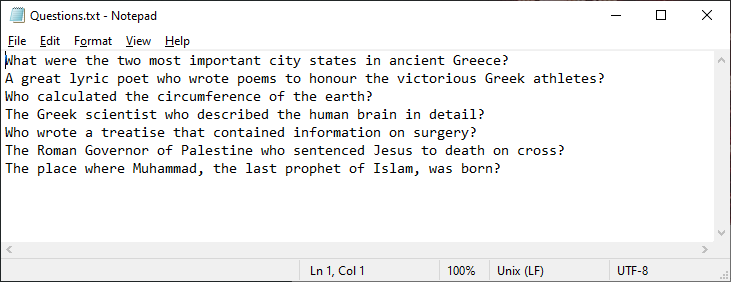 Questions.txt - Notepad
File Edit Format View Help
What were the two most important city states in ancient Greece?
A great lyric poet who wrote poems to honour the victorious Greek athletes?
Who calculated the circumference of the earth?
The Greek scientist who described the human brain in detail?
Who wrote a treatise that contained information on surgery?
The Roman Governor of Palestine who sentenced Jesus to death on cross?
The place where Muhammad, the last prophet of Islam, was born?
Ln 1, Col 1 100% Unix (LF) UTF-8